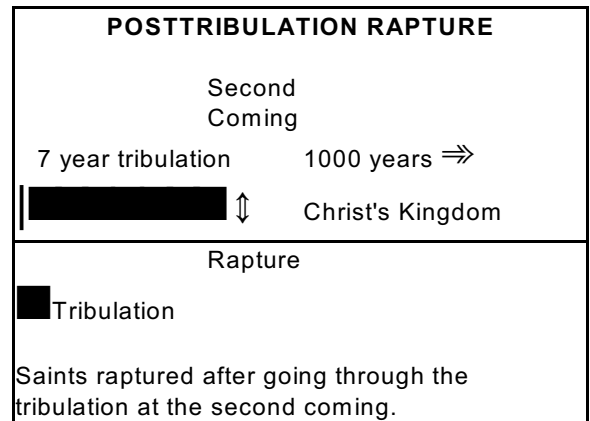 POSTTRIBULATION RAPTURE
Second
Coming
7 year tribulation 1000 years ⇒
⇕ Christ's Kingdom
Rapture
Tribulation
Saints raptured after going through the
tribulation at the second coming.